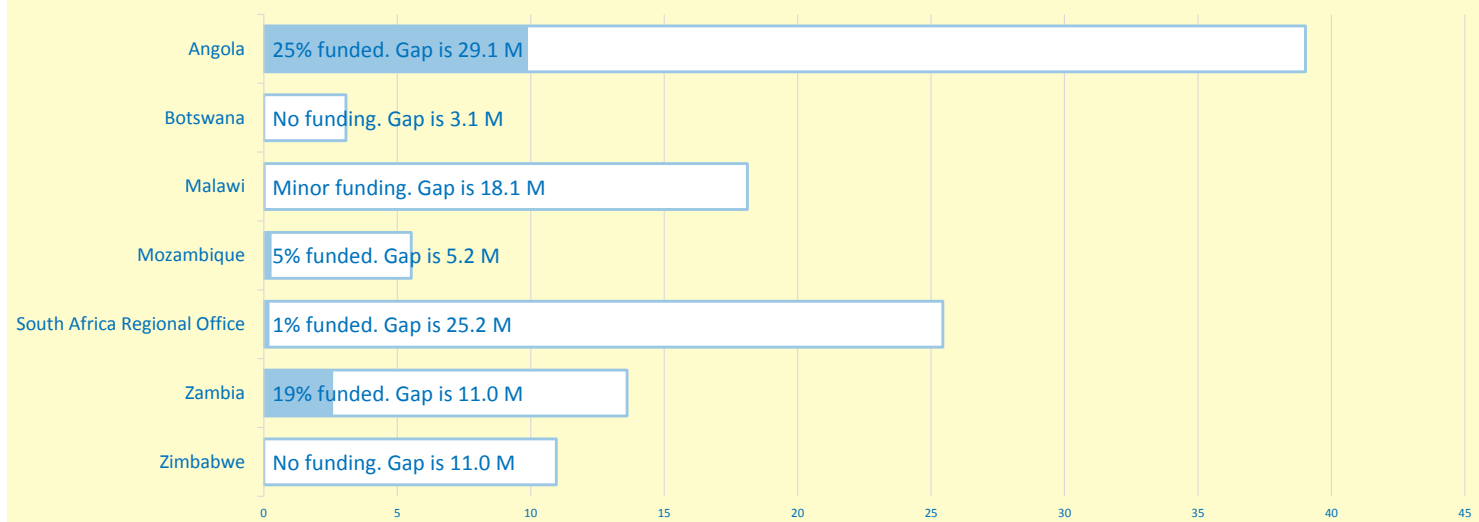 Angola 25% funded. Gap is 29.1 M
Botswana No funding. Gap is 3.1 M
Malawi Minor funding. Gap is 18.1 M
Mozambique 5% funded. Gap is 5.2 M
South Africa Regional Office 1% funded. Gap is 25.2 M
Zambia 19% funded. Gap is 11.0 M
Zimbabwe No funding. Gap is 11.0 M
0 5 10 15 20 25 30 35 40 45